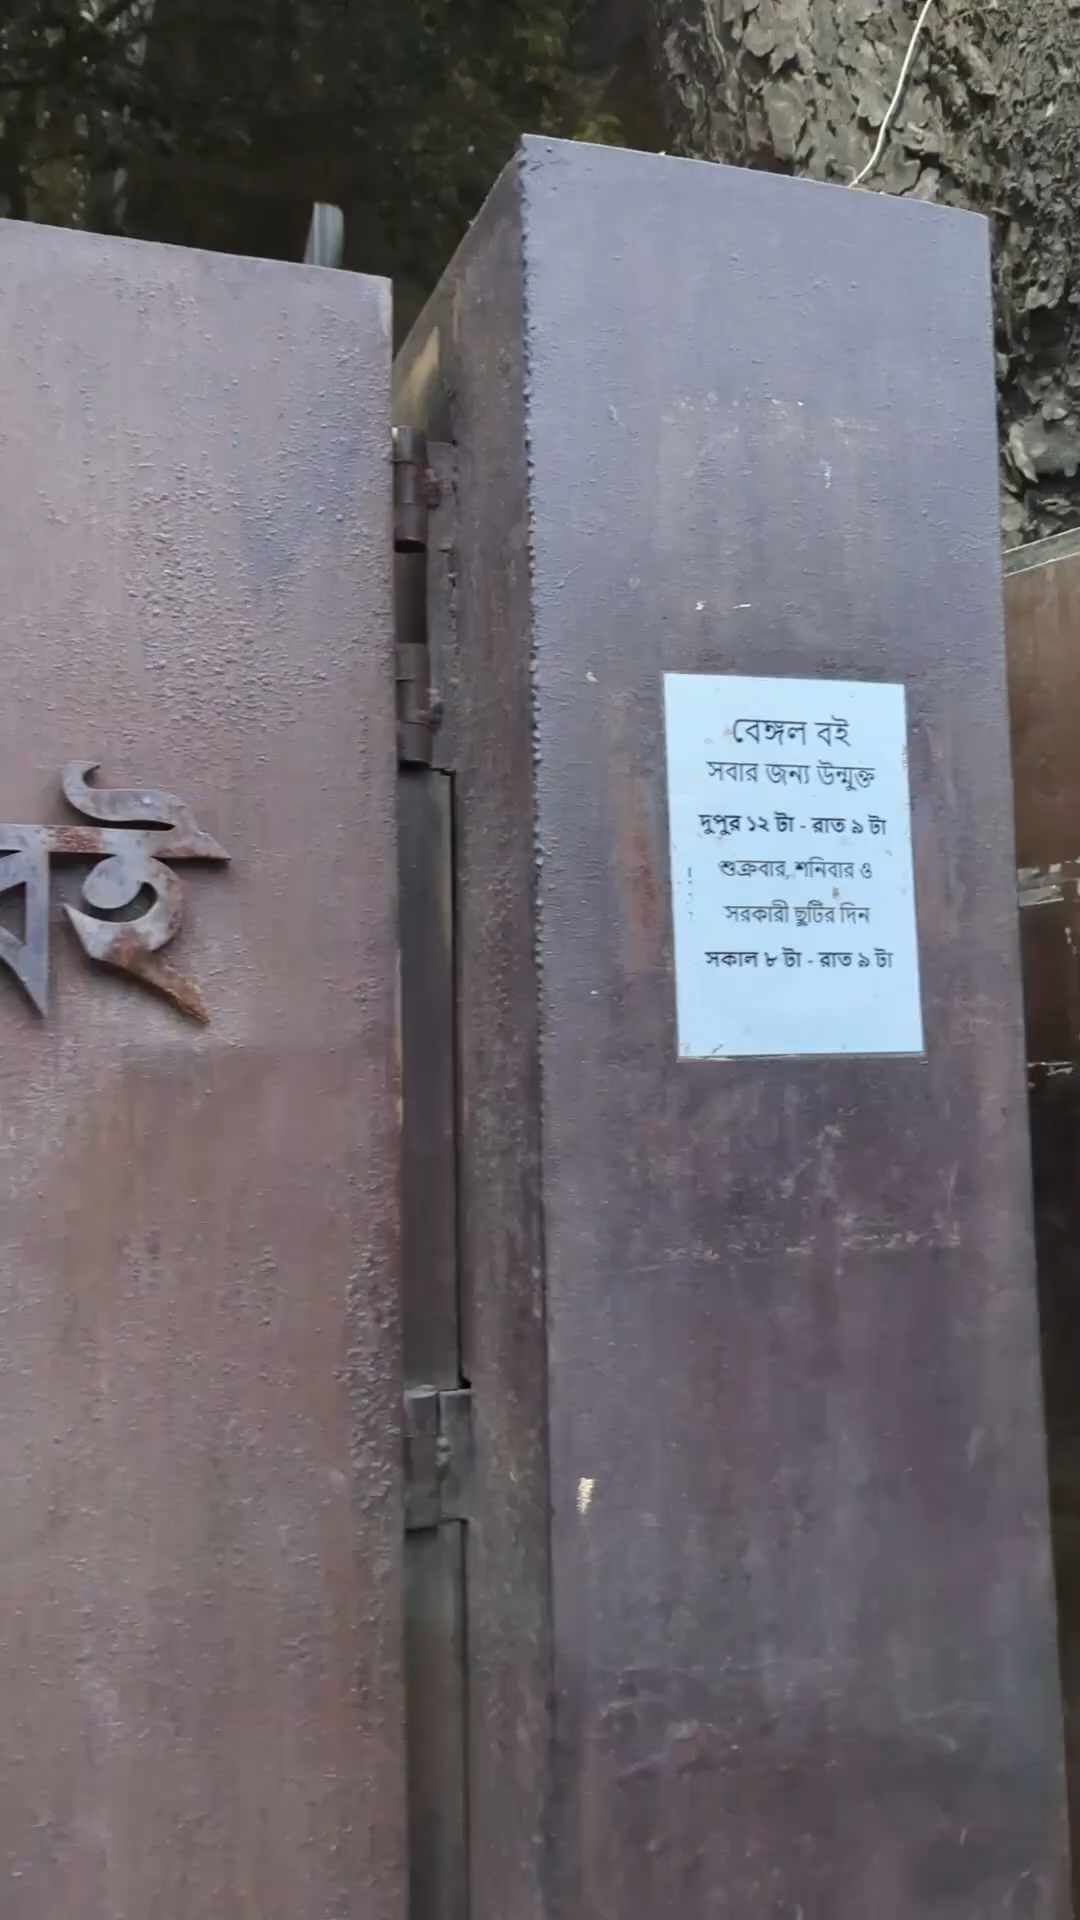 বই
বেঙ্গল বই
সবার জন্য উন্মুক্ত
দুপুর ১২ টা - রাত ৯ টা
শুক্রবার, শনিবার ও
সরকারী ছুটির দিন
সকাল ৮ টা - রাত ৯ টা